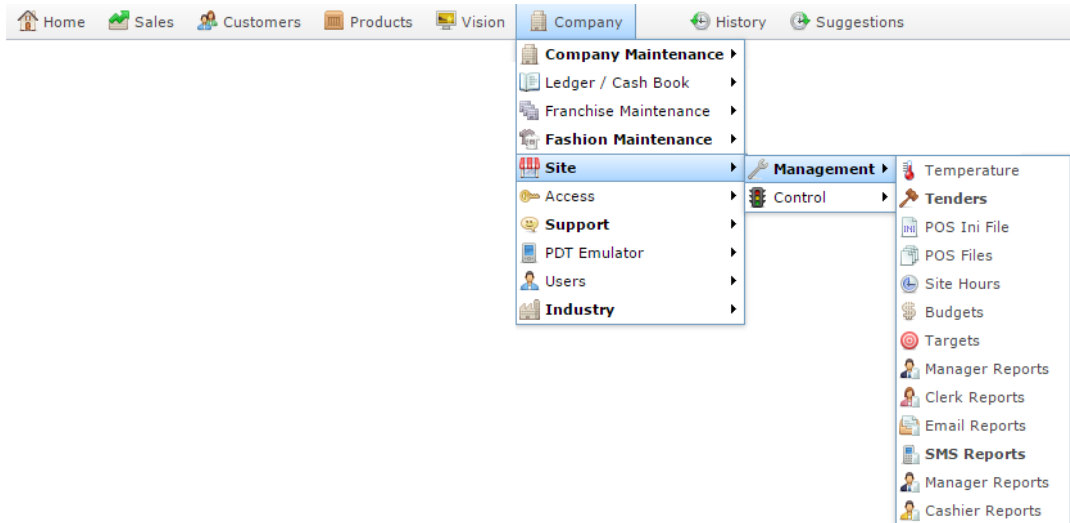 Home Sales Customers Products Vision Company History Suggestions
Company Maintenance
Ledger / Cash Book
Franchise Maintenance
Fashion Maintenance
Site
Access
Support
PDT Emulator
Users
Industry
Management
Control
Temperature
Tenders
INI POS Ini File
POS Files
Site Hours
Budgets
Targets
Manager Reports
Clerk Reports
Email Reports
SMS Reports
Manager Reports
Cashier Reports